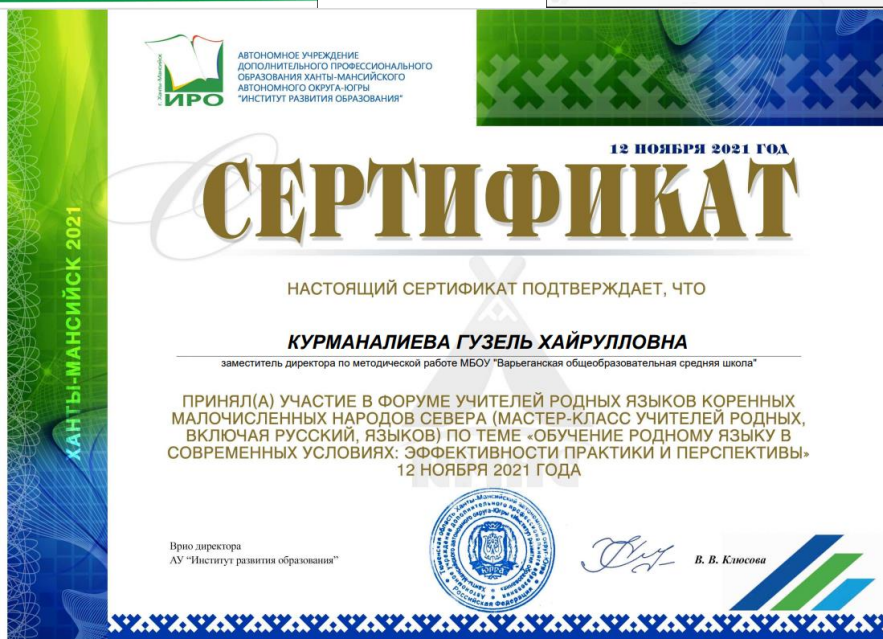 г. Ханты-Мансийск
ИРО
АВТОНОМНОЕ УЧРЕЖДЕНИЕ
ДОПОЛНИТЕЛЬНОГО ПРОФЕССИОНАЛЬНОГО
ОБРАЗОВАНИЯ ХАНТЫ-МАНСИЙСКОГО
АВТОНОМНОГО ОКРУГА-ЮГРЫ
"ИНСТИТУТ РАЗВИТИЯ ОБРАЗОВАНИЯ"
12 НОЯБРЯ 2021 ГОД
СЕРТИФИКАТ
ХАНТЫ-МАНСИЙСК 2021
НАСТОЯЩИЙ СЕРТИФИКАТ ПОДТВЕРЖДАЕТ, ЧТО
КУРМАНАЛИЕВА ГУЗЕЛЬ ХАЙРУЛЛОВНА
заместитель директора по методической работе МБОУ "Варьеганская общеобразовательная средняя школа"
ПРИНЯЛ(А) УЧАСТИЕ В ФОРУМЕ УЧИТЕЛЕЙ РОДНЫХ ЯЗЫКОВ КОРЕННЫХ
МАЛОЧИСЛЕННЫХ НАРОДОВ СЕВЕРА (МАСТЕР-КЛАСС УЧИТЕЛЕЙ РОДНЫХ,
ВКЛЮЧАЯ РУССКИЙ, ЯЗЫКОВ) ПО ТЕМЕ «ОБУЧЕНИЕ РОДНОМУ ЯЗЫКУ В
СОВРЕМЕННЫХ УСЛОВИЯХ: ЭФФЕКТИВНОСТИ ПРАКТИКИ И ПЕРСПЕКТИВЫ»
12 НОЯБРЯ 2021 ГОДА
Врио директора
АУ "Институт развития образования"
В. В. Клюсова